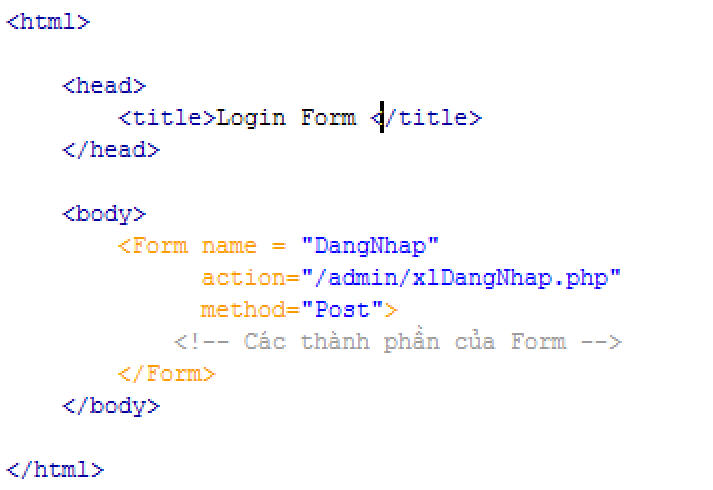 <html>
<head>
<title>Login Form </title>
</head>
<body>
<Form name = "DangNhap"
action="/admin/xlDangNhap.php"
method="Post">
<!-- Các thành phần của Form -->
</Form>
</body>
</html>